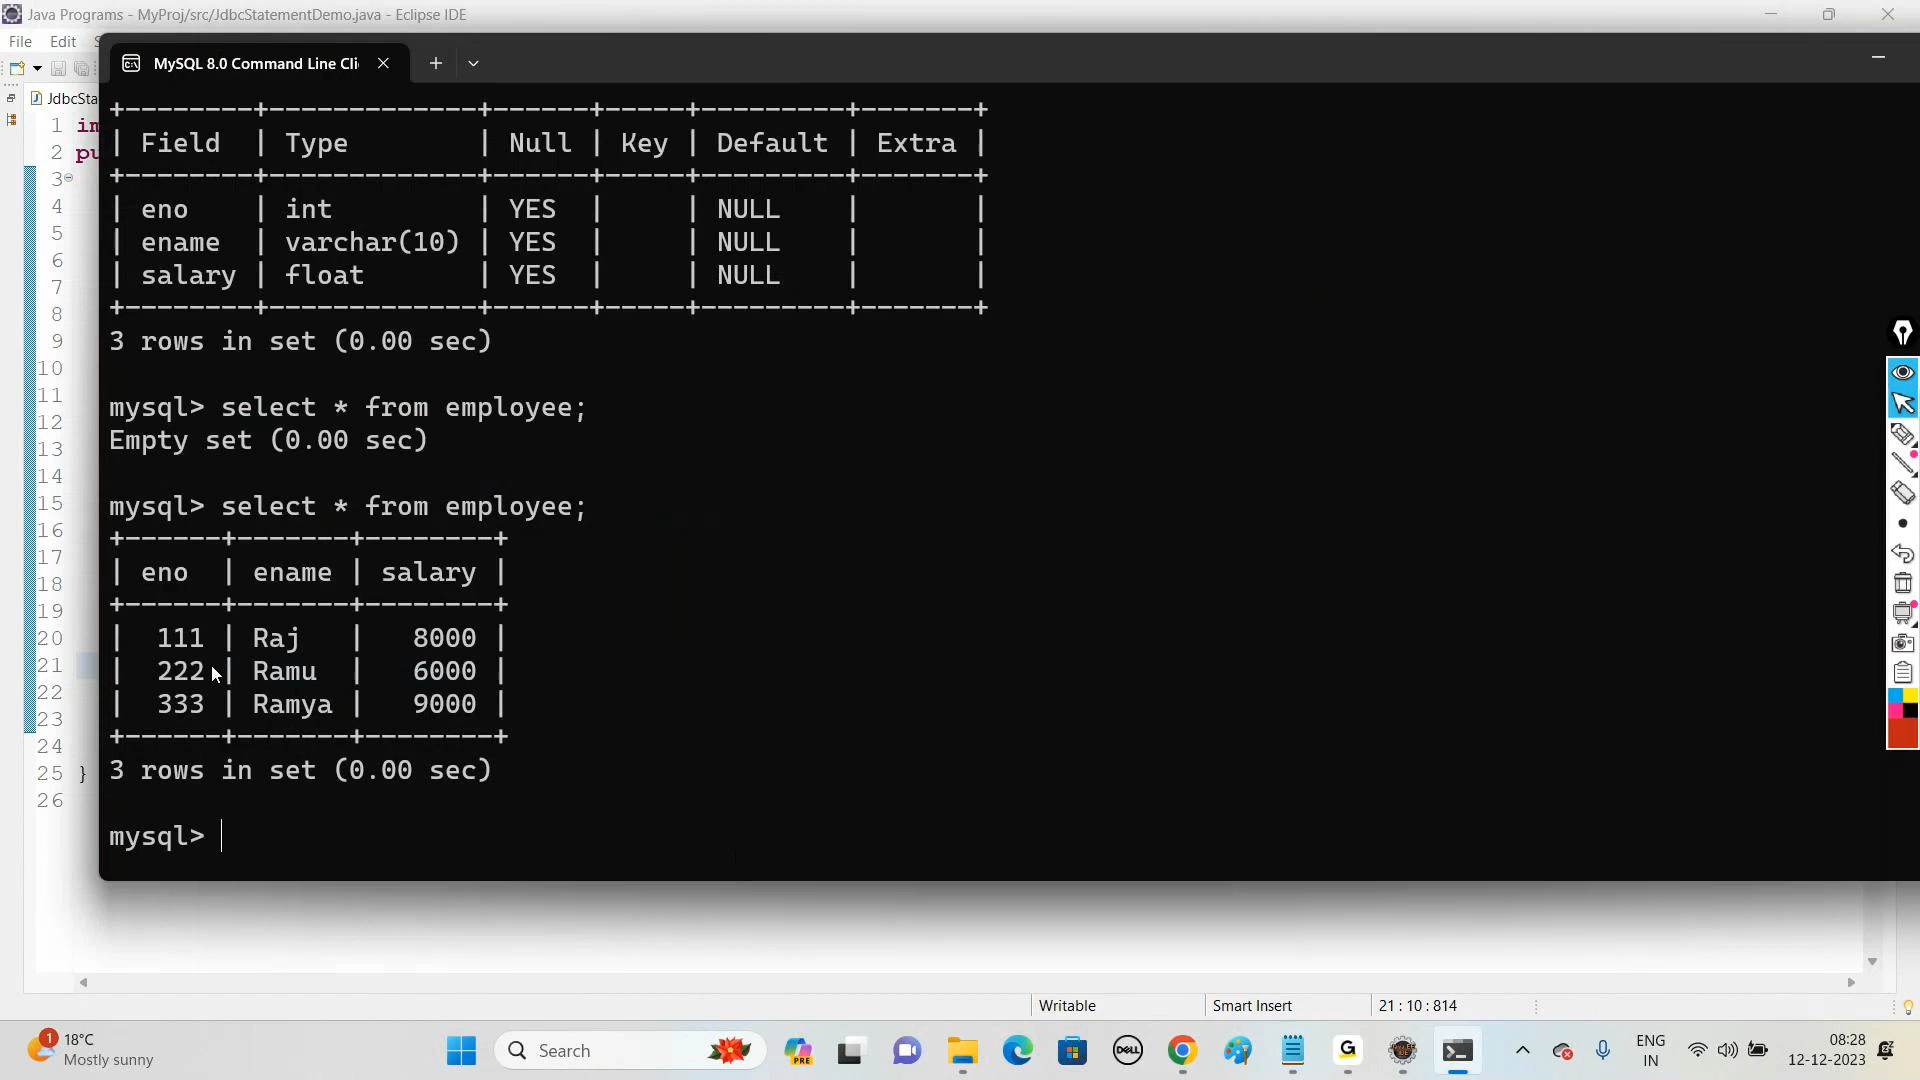 Java Programs - MyProj/src/JdbcStatementDemo.java - Eclipse IDE
File Edit S
MySQL 8.0 Command Line Cli
JdbcSta
+--------+-------------+------+-----+---------+-------+
| Field  | Type        | Null | Key | Default | Extra |
+--------+-------------+------+-----+---------+-------+
| eno    | int         | YES  |     | NULL    |       |
| ename  | varchar(10) | YES  |     | NULL    |       |
| salary | float       | YES  |     | NULL    |       |
+--------+-------------+------+-----+---------+-------+
3 rows in set (0.00 sec)
mysql> select * from employee;
Empty set (0.00 sec)
mysql> select * from employee;
+------+-------+--------+
| eno  | ename | salary |
+------+-------+--------+
|  111 | Raj   |   8000 |
|  222 | Ramu  |   6000 |
|  333 | Ramya |   9000 |
+------+-------+--------+
3 rows in set (0.00 sec)
mysql>
1 im
2 pu
3
4
5
6
7
8
9
10
11
12
13
14
15
16
17
18
19
20
21
22
23
24
25 }
26
Writable Smart Insert 21 : 10 : 814
1 18°C
Mostly sunny
Search
PRE
DELL
G
ENG
IN
08:28
12-12-2023